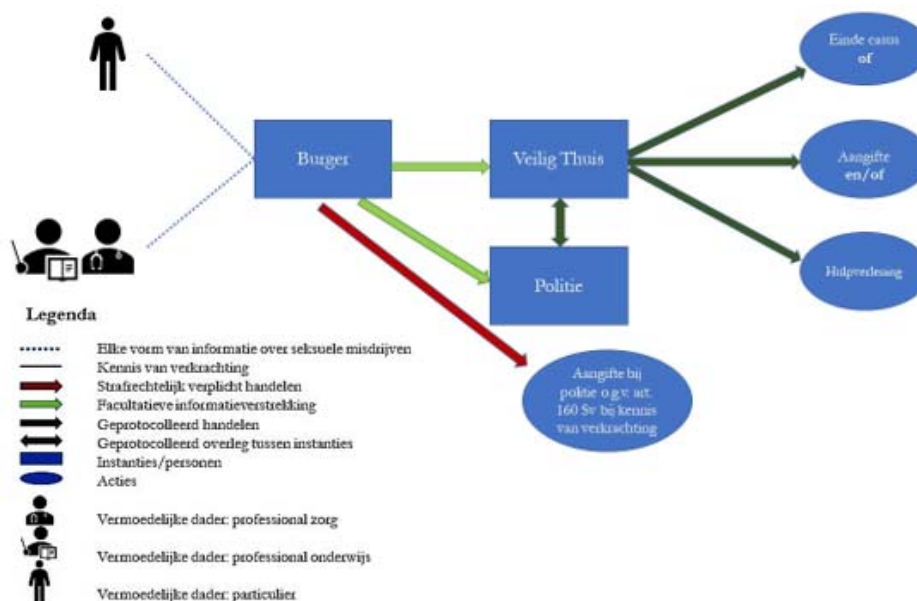 Einde casus
of
Burger
Veilig Thuis
Aangifte
en/of
Politie
Hulpverlening
Aangifte bij
politie o.g.v. art.
160 Sv bij kennis
van verkrachting
Legenda
Elke vorm van informatie over seksuele misdrijven
Kennis van verkrachting
Strafrechtelijk verplicht handelen
Facultatieve informatieverstrekking
Geprotocolleerd handelen
Geprotocolleerd overleg tussen instanties
Instanties/personen
Acties
Vermoedelijke dader: professional zorg
Vermoedelijke dader: professional onderwijs
Vermoedelijke dader: particulier